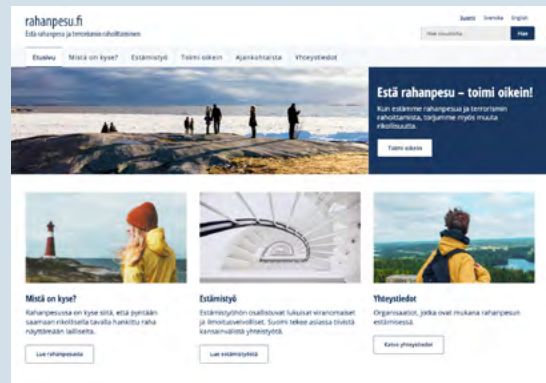 rahanpesu.fi
Estä rahanpesu ja terrorismin rahoittaminen
Suomi Svenska English
Hae sivustolta Hae
Etusivu Mistä on kyse? Estämistyö Toimi oikein Ajankohtaista Yhteystiedot
Estä rahanpesu – toimi oikein!
Kun estämme rahanpesua ja terrorismin
rahoittamista, torjumme myös muuta
rikollisuutta.
Toimi oikein
Mistä on kyse?
Rahanpesussa on kyse siitä, että pyritään
saamaan rikollisella tavalla hankittu raha
näyttämään lailliselta.
Lue rahanpesusta
Estämistyö
Estämistyöhön osallistuvat lukuisat viranomaiset
ja ilmoitusvelvolliset. Suomi tekee asiassa tiivistä
kansainvälistä yhteistyötä.
Lue estämistyöstä
Yhteystiedot
Organisaatiot, jotka ovat mukana rahanpesun
estämisessä.
Katso yhteystiedot